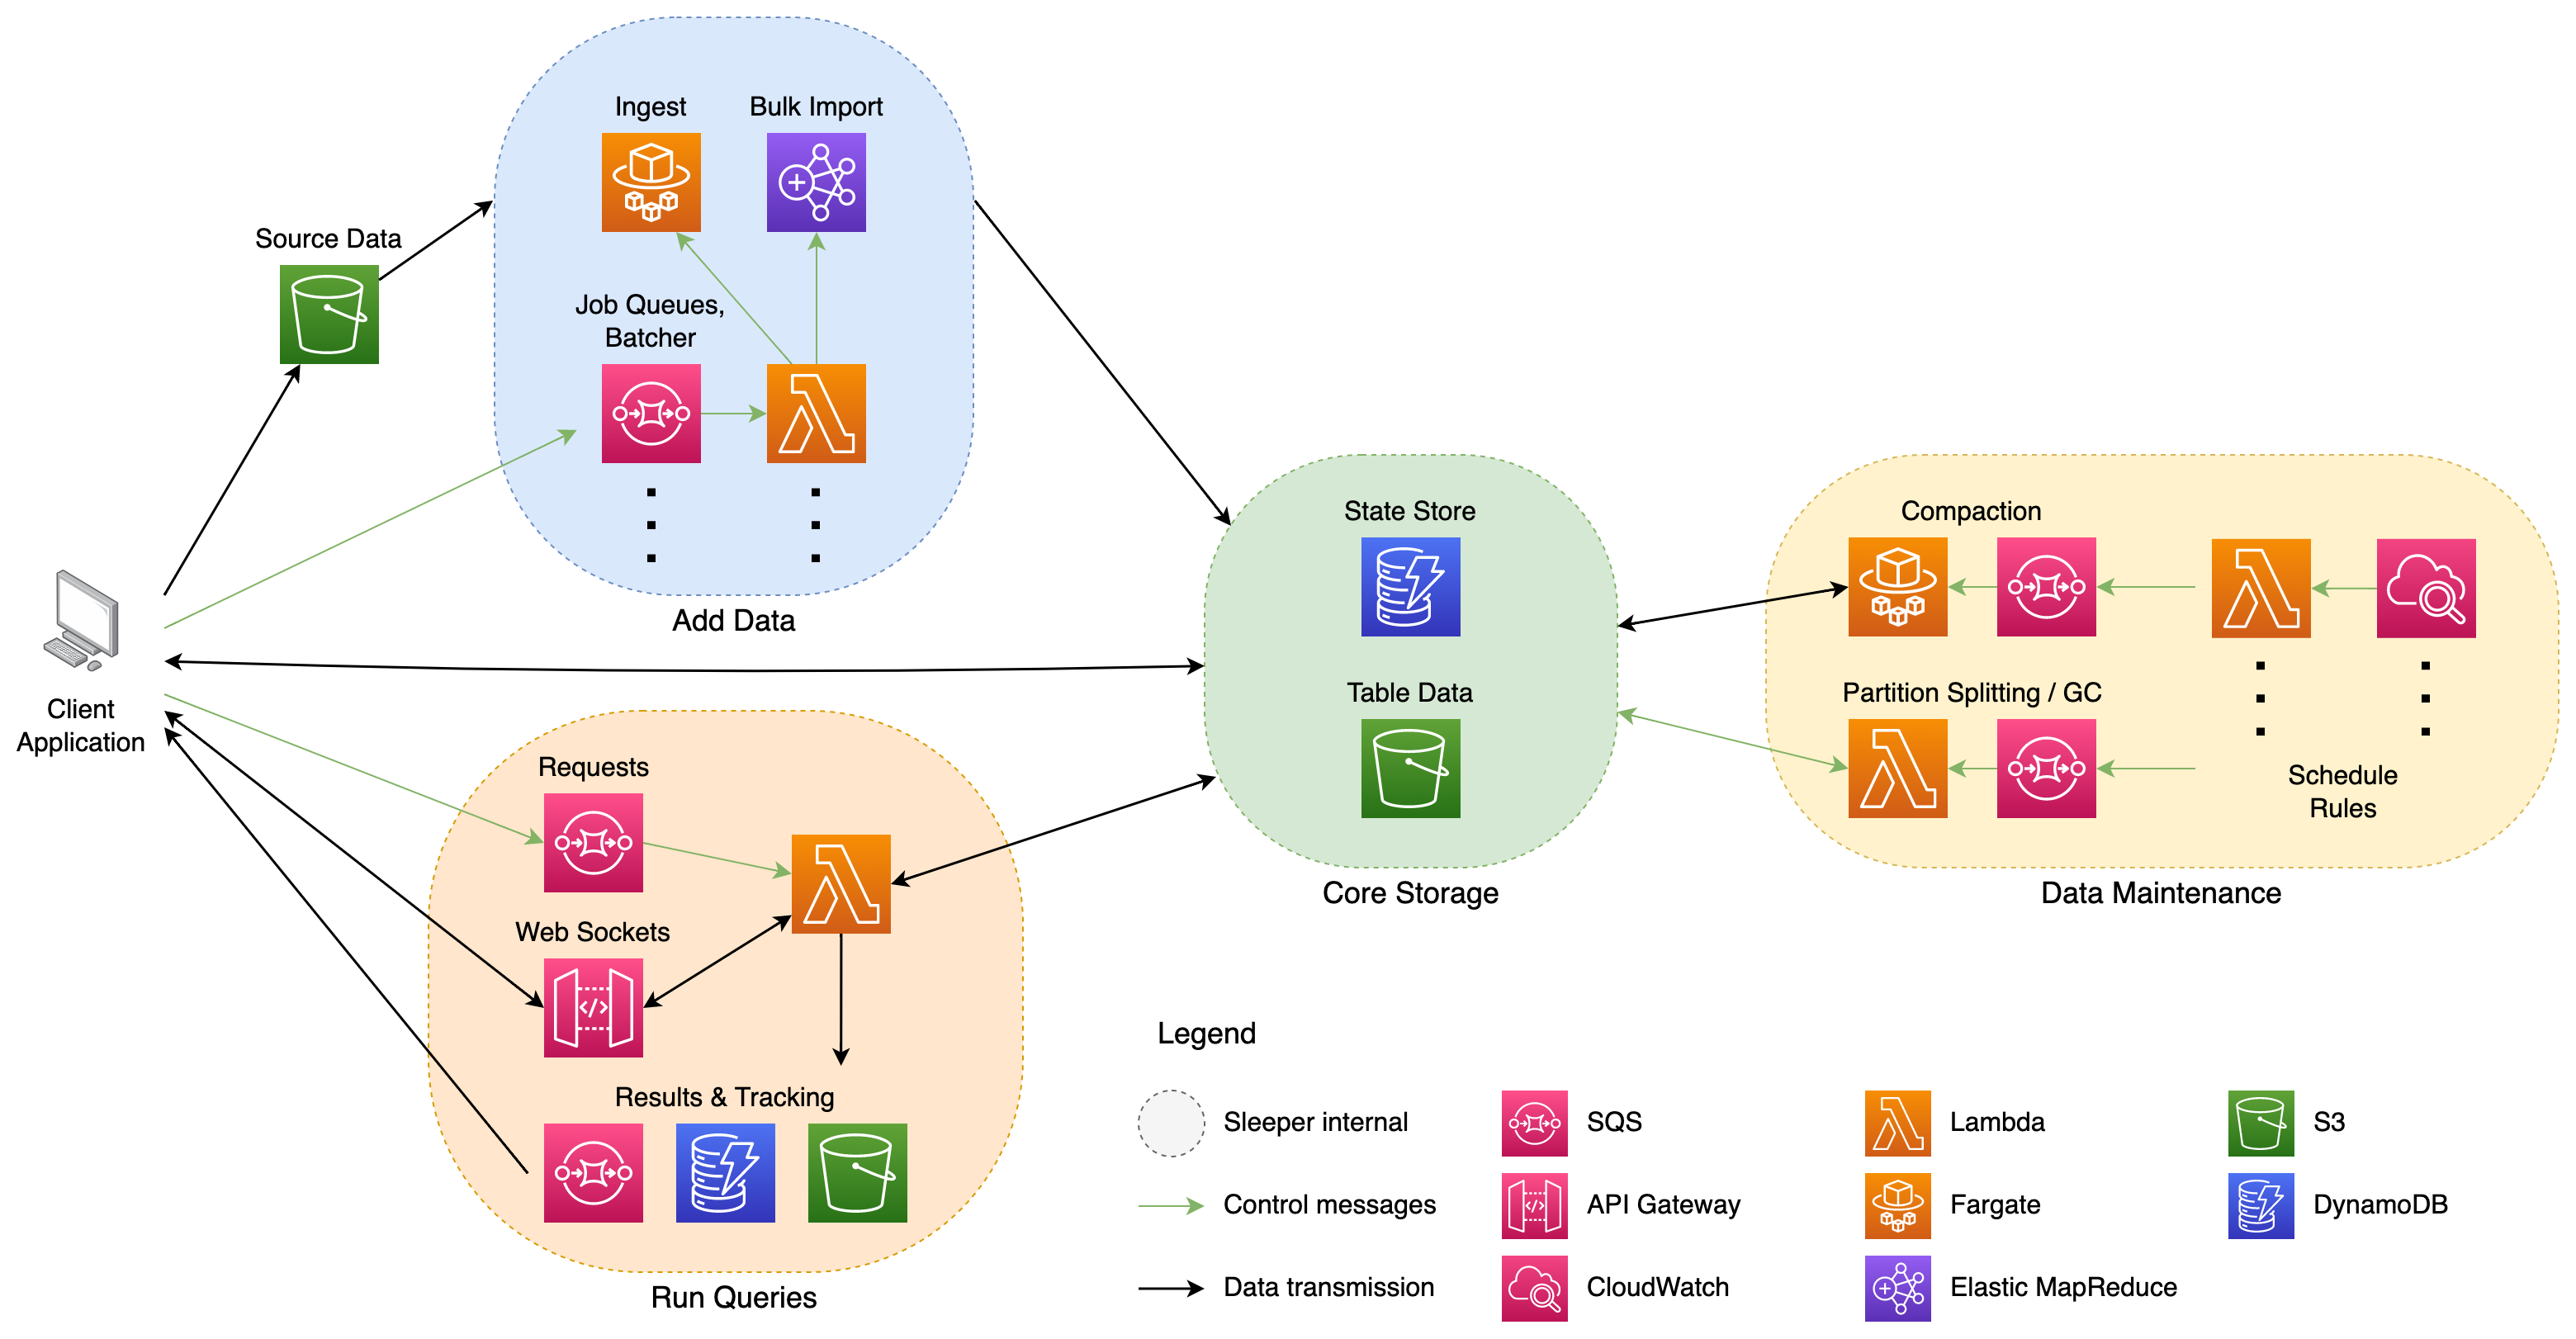 Ingest
Bulk Import
Source Data
Job Queues,
Batcher
Add Data
Client
Application
State Store
Table Data
Core Storage
Compaction
Partition Splitting / GC
Schedule
Rules
Data Maintenance
Requests
Web Sockets
Results & Tracking
Run Queries
Legend
Sleeper internal
SQS
Lambda
S3
Control messages
API Gateway
Fargate
DynamoDB
Data transmission
CloudWatch
Elastic MapReduce